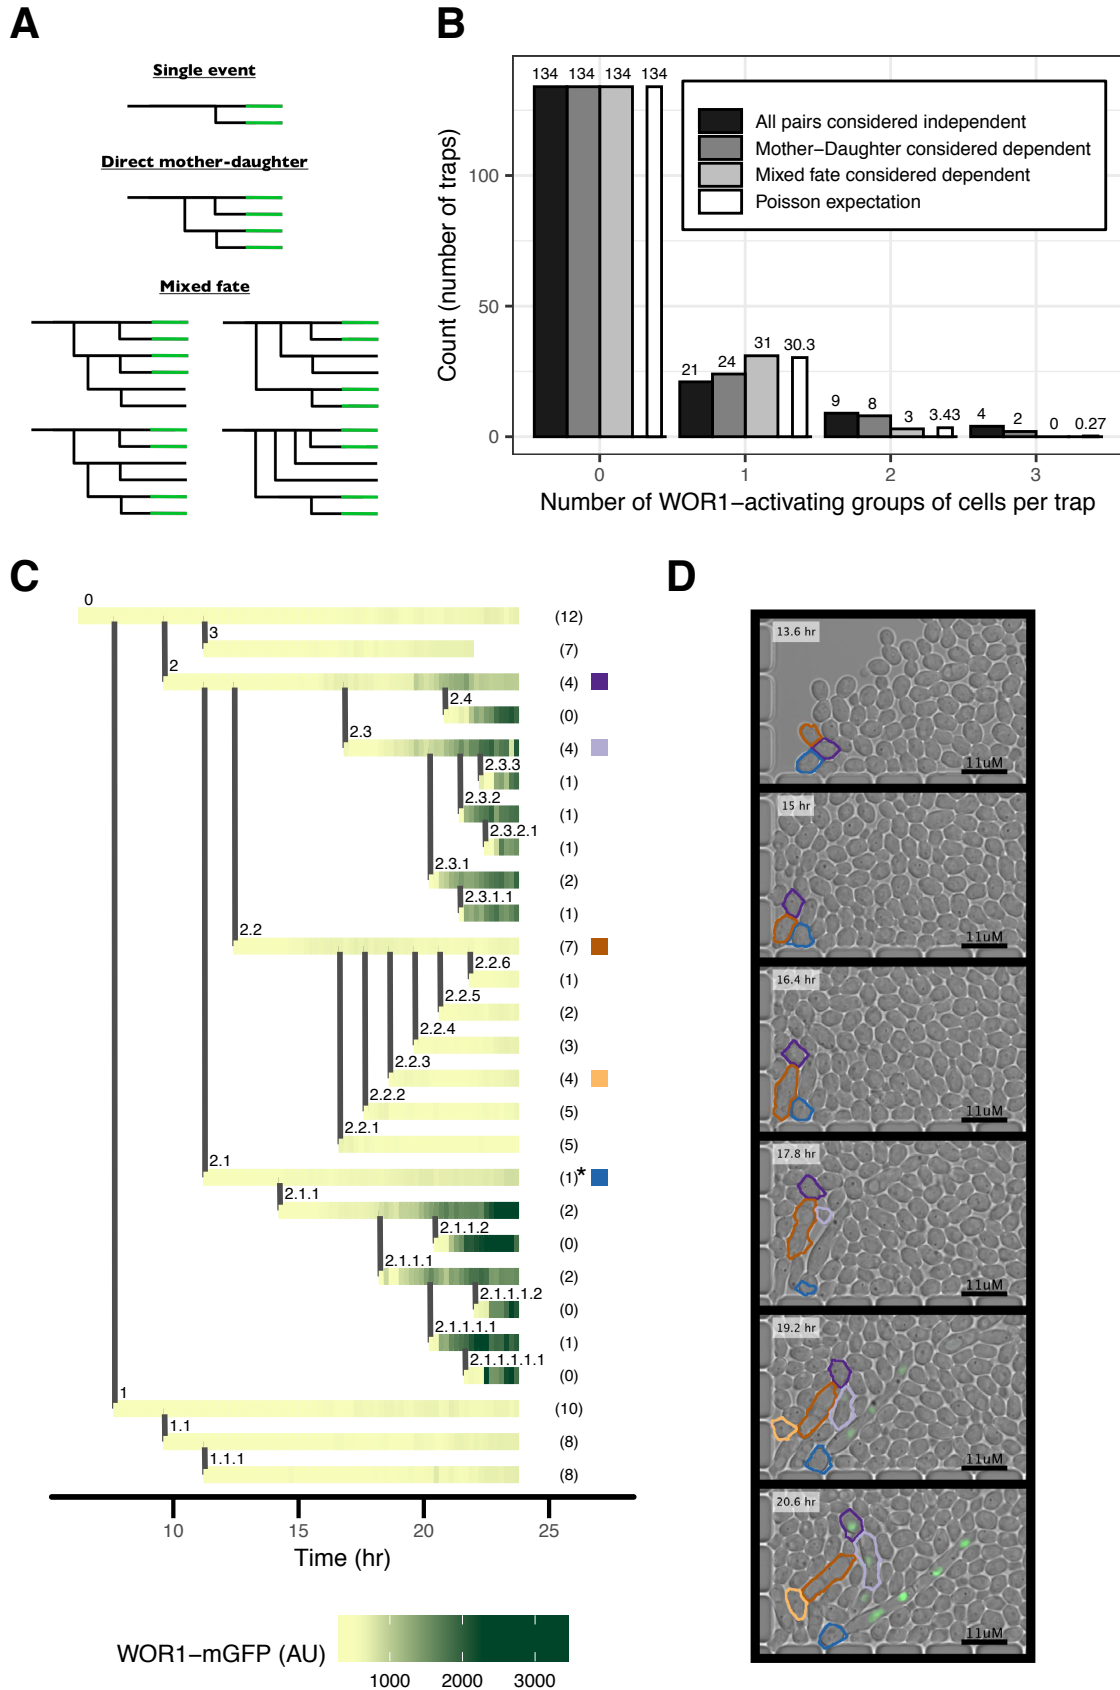 A
Single event
Direct mother-daughter
Mixed fate
B
134 134 134 134
All pairs considered independent
Mother−Daughter considered dependent
Mixed fate considered dependent
Poisson expectation
21 24 31 30.3
9 8 3 3.43
4 2 0 0.27
100
50
0
Count (number of traps)
0 1 2 3
Number of WOR1−activating groups of cells per trap
C
0
(12)
3
(7)
2
(4)
2.4
(0)
2.3
(4)
2.3.3
(1)
2.3.2
(1)
2.3.2.1
(1)
2.3.1
(2)
2.3.1.1
(1)
2.2
(7)
2.2.6
(1)
2.2.5
(2)
2.2.4
(3)
2.2.3
(4)
2.2.2
(5)
2.2.1
(5)
2.1
(1)*
2.1.1
(2)
2.1.1.2
(0)
2.1.1.1
(2)
2.1.1.1.2
(0)
2.1.1.1.1
(1)
2.1.1.1.1.1
(0)
1
(10)
1.1
(8)
1.1.1
(8)
10 15 20 25
Time (hr)
WOR1−mGFP (AU)
1000 2000 3000
D
13.6 hr
11uM
15 hr
11uM
16.4 hr
11uM
17.8 hr
11uM
19.2 hr
11uM
20.6 hr
11uM